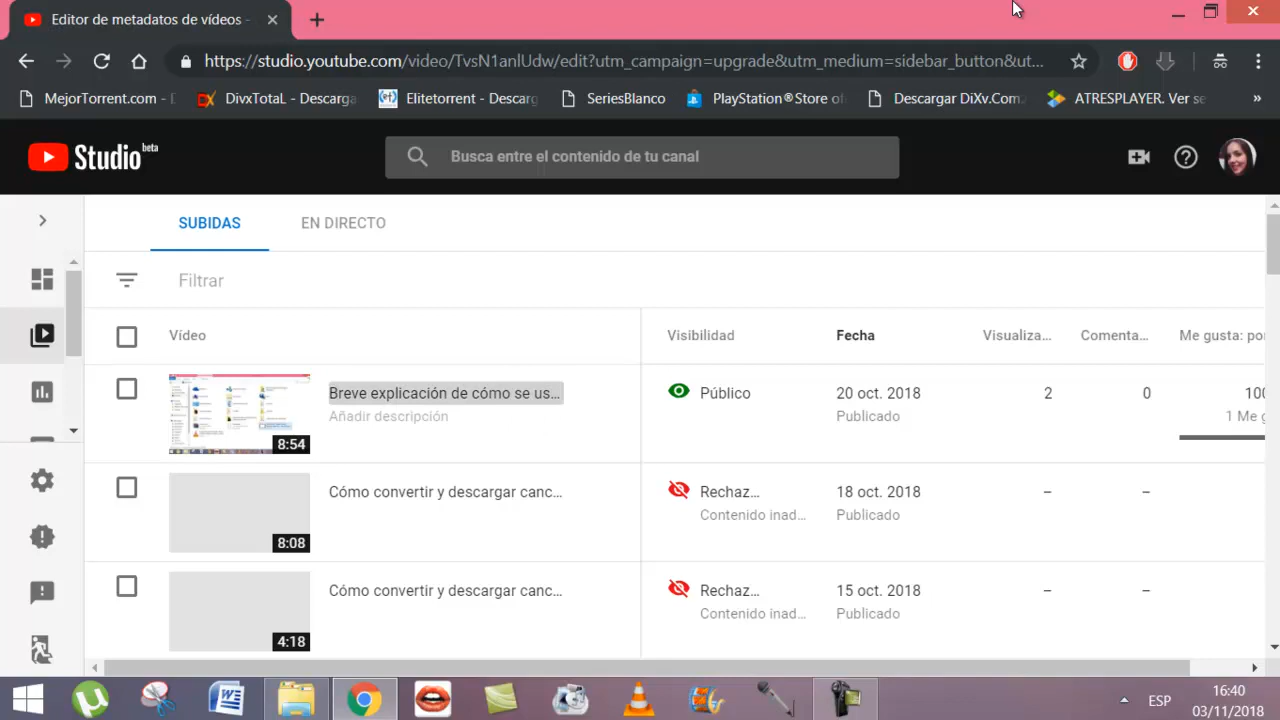 Editor de metadatos de vídeos -
https://studio.youtube.com/video/TvsN1anlUdw/edit?utm_campaign=upgrade&utm_medium=sidebar_button&ut...
MejorTorrent.com - D
DivxTotaL - Descarga
Elitetorrent - Descarg
SeriesBlanco
PlayStation®Store of
Descargar DiXv.Com
ATRESPLAYER. Ver se
»
Studio beta
Busca entre el contenido de tu canal
SUBIDAS EN DIRECTO
Filtrar
Vídeo Visibilidad Fecha Visualiza... Comenta... Me gusta: po
Breve explicación de cómo se us... Público 20 oct. 2018 2 0 100
Añadir descripción Publicado 1 Me g
8:54
Cómo convertir y descargar canc... Rechaz... 18 oct. 2018 – –
Contenido inad... Publicado
8:08
Cómo convertir y descargar canc... Rechaz... 15 oct. 2018 – –
Contenido inad... Publicado
4:18
ESP
16:40
03/11/2018